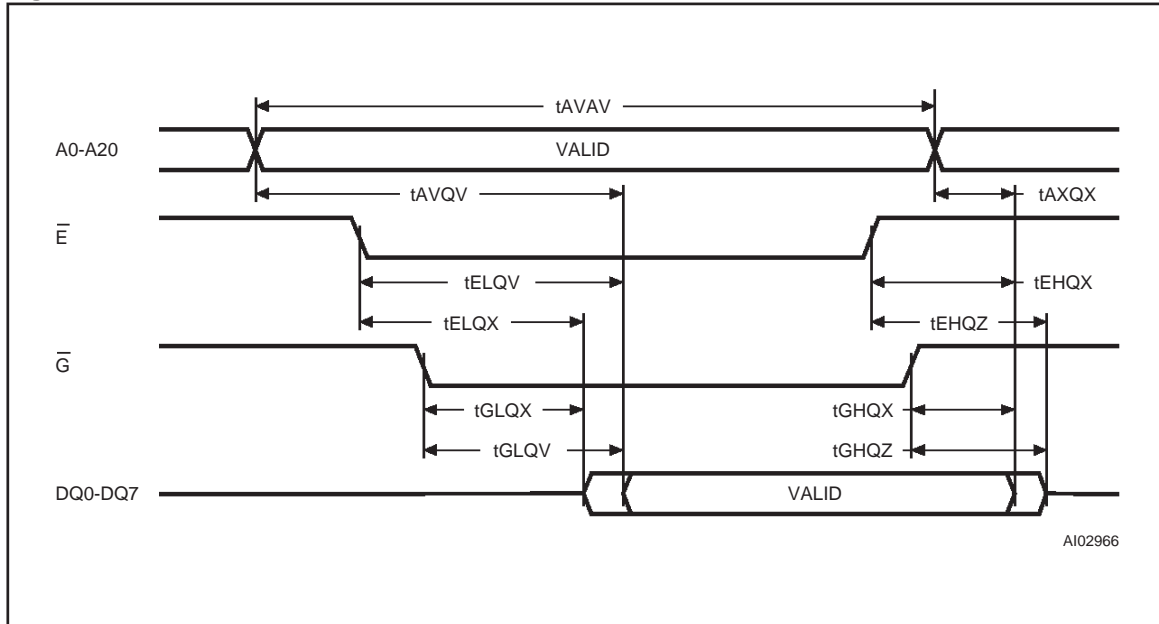 tAVAV
A0-A20
VALID
tAVQV
tAXQX
E̅
tELQV
tEHQX
tELQX
tEHQZ
G̅
tGLQX
tGHQX
tGLQV
tGHQZ
DQ0-DQ7
VALID
AI02966